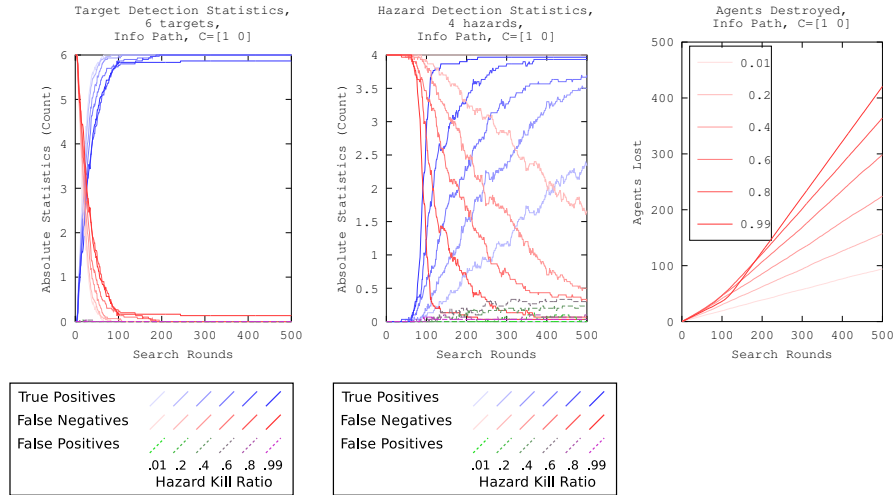 Target Detection Statistics,
6 targets,
Info Path, C=[1 0]
Absolute Statistics (Count)
6
5
4
3
2
1
0
0 100 200 300 400 500
Search Rounds
Hazard Detection Statistics,
4 hazards,
Info Path, C=[1 0]
Absolute Statistics (Count)
4
3.5
3
2.5
2
1.5
1
0.5
0
0 100 200 300 400 500
Search Rounds
Agents Destroyed,
Info Path, C=[1 0]
Agents Lost
500
400
300
200
100
0
0 100 200 300 400 500
Search Rounds
0.01
0.2
0.4
0.6
0.8
0.99
True Positives
False Negatives
False Positives
.01 .2 .4 .6 .8 .99
Hazard Kill Ratio
True Positives
False Negatives
False Positives
.01 .2 .4 .6 .8 .99
Hazard Kill Ratio